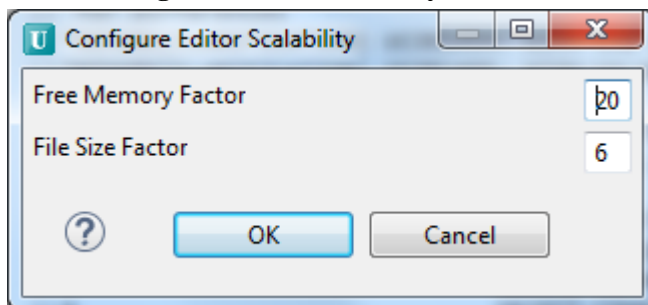 U Configure Editor Scalability
Free Memory Factor 20
File Size Factor 6
? OK Cancel